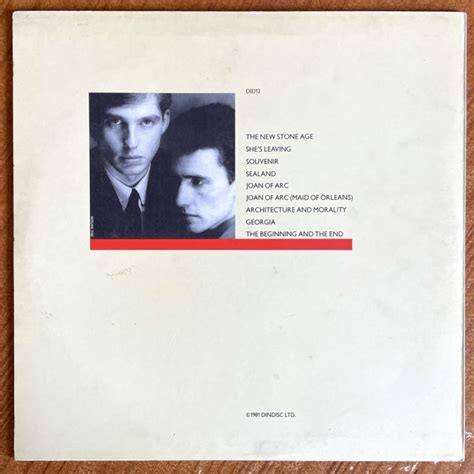 DID12
THE NEW STONE AGE
SHE'S LEAVING
SOUVENIR
SEALAND
JOAN OF ARC
JOAN OF ARC (MAID OF ORLEANS)
ARCHITECTURE AND MORALITY
GEORGIA
THE BEGINNING AND THE END
©1981 DINDISC LTD.